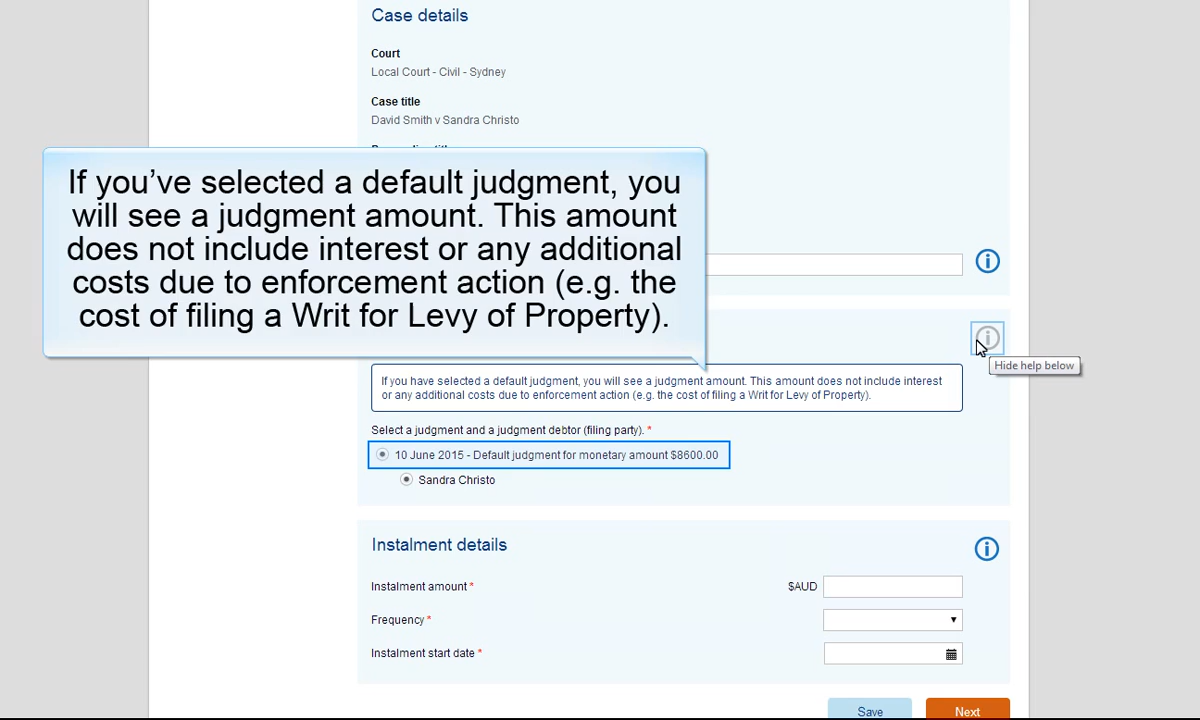 Case details
Court
Local Court - Civil - Sydney
Case title
David Smith v Sandra Christo
If you’ve selected a default judgment, you
will see a judgment amount. This amount
does not include interest or any additional
costs due to enforcement action (e.g. the
cost of filing a Writ for Levy of Property).
Hide help below
If you have selected a default judgment, you will see a judgment amount. This amount does not include interest
or any additional costs due to enforcement action (e.g. the cost of filing a Writ for Levy of Property).
Select a judgment and a judgment debtor (filing party). *
10 June 2015 - Default judgment for monetary amount $8600.00
Sandra Christo
Instalment details
Instalment amount * $AUD
Frequency *
Instalment start date *
Save Next